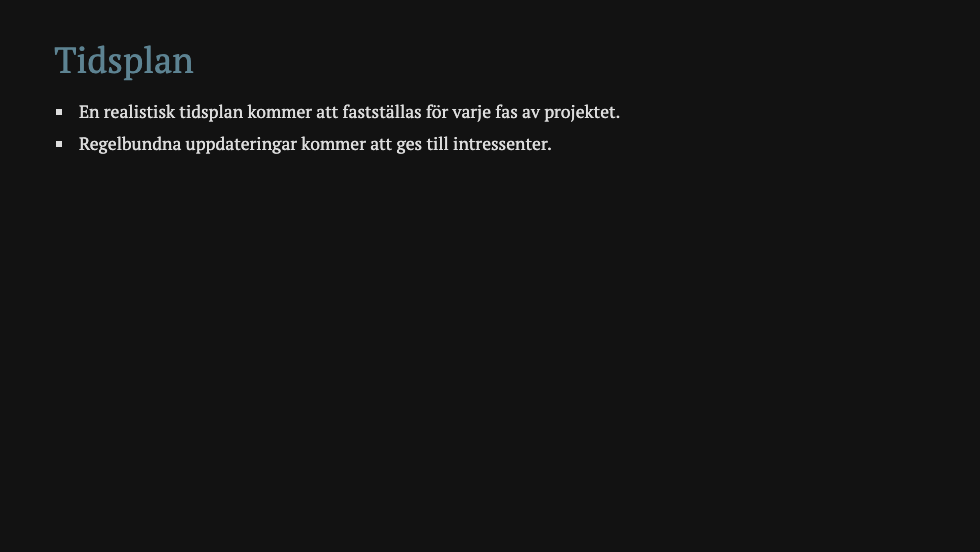 Tidsplan
▪ En realistisk tidsplan kommer att fastställas för varje fas av projektet.
▪ Regelbundna uppdateringar kommer att ges till intressenter.